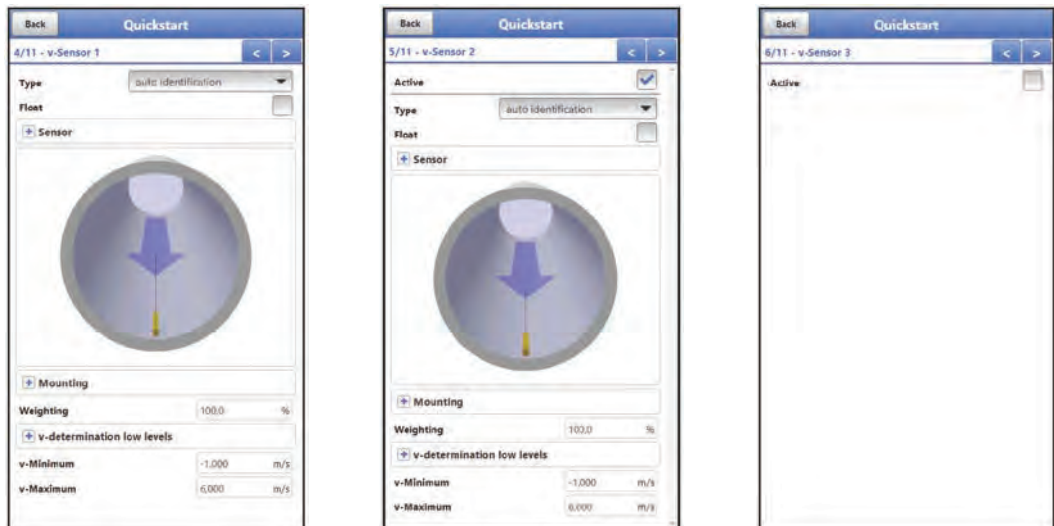 Back Quickstart
4/11 - v-Sensor 1 < >
Type auto identification
Float
+ Sensor
+ Mounting
Weighting 100,0 %
+ v-determination low levels
v-Minimum -1,000 m/s
v-Maximum 6,000 m/s
Back Quickstart
5/11 - v-Sensor 2 < >
Active
Type auto identification
Float
+ Sensor
+ Mounting
Weighting 100,0 %
+ v-determination low levels
v-Minimum -1,000 m/s
v-Maximum 6,000 m/s
Back Quickstart
6/11 - v-Sensor 3 < >
Active